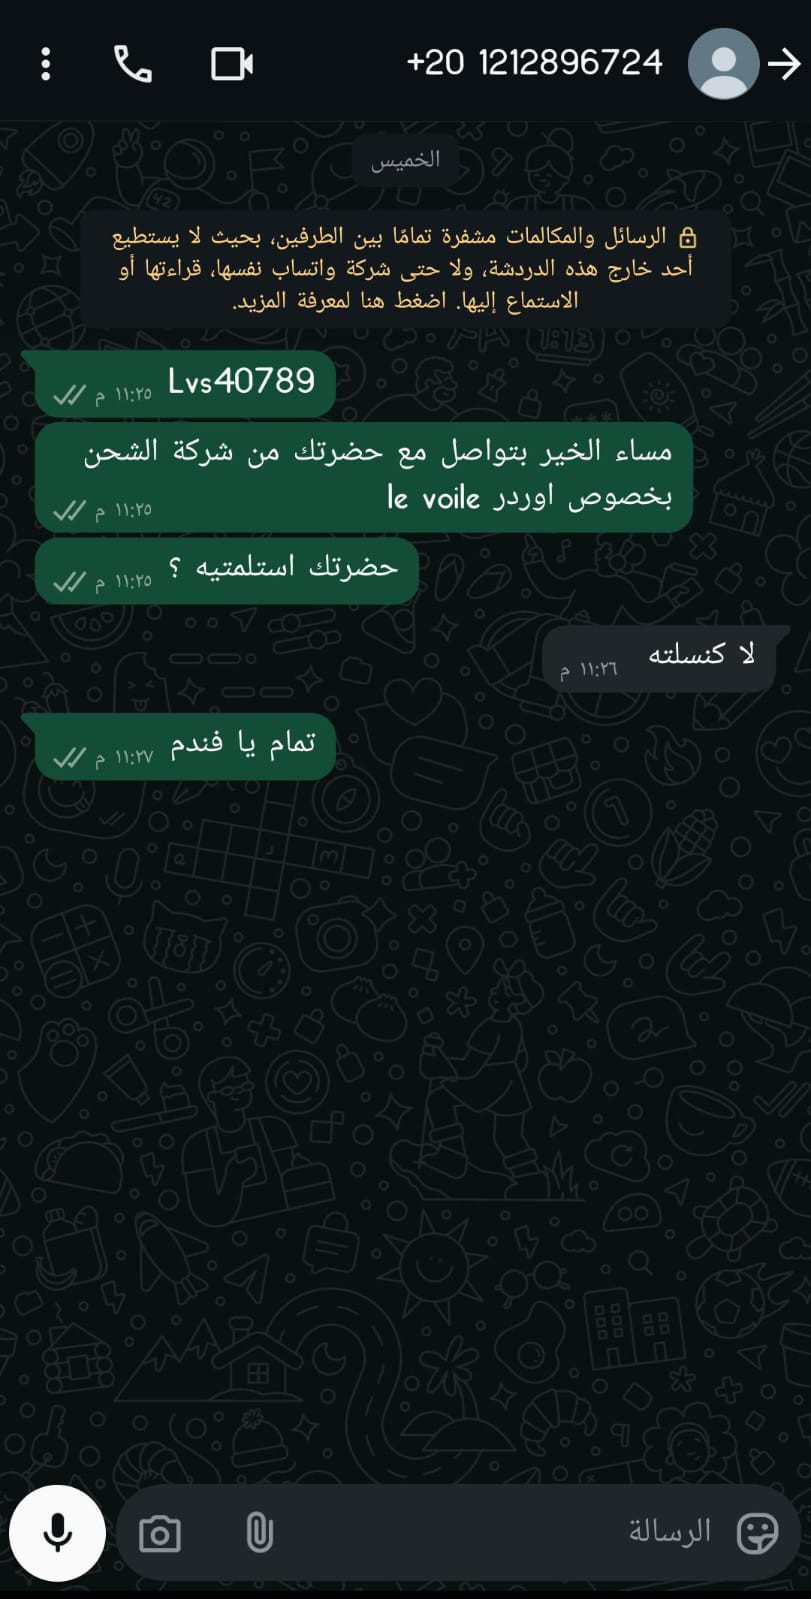 +20 1212896724
الخميس
الرسائل والمكالمات مشفرة تمامًا بين الطرفين، بحيث لا يستطيع
أحد خارج هذه الدردشة، ولا حتى شركة واتساب نفسها، قراءتها أو
الاستماع إليها. اضغط هنا لمعرفة المزيد.
Lvs40789
١١:٢٥ م
مساء الخير بتواصل مع حضرتك من شركة الشحن
بخصوص اوردر le voile
١١:٢٥ م
حضرتك استلمتيه ؟
١١:٢٥ م
لا كنسلته
١١:٢٦ م
تمام يا فندم
١١:٢٧ م
الرسالة